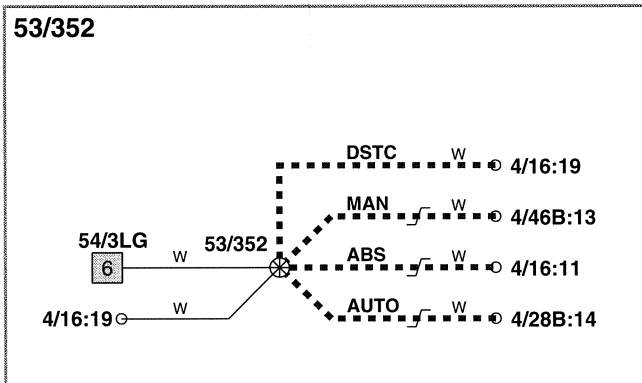 53/352
DSTC W 4/16:19
MAN W 4/46B:13
54/3LG W 53/352 ABS W 4/16:11
6
4/16:19 W AUTO W 4/28B:14